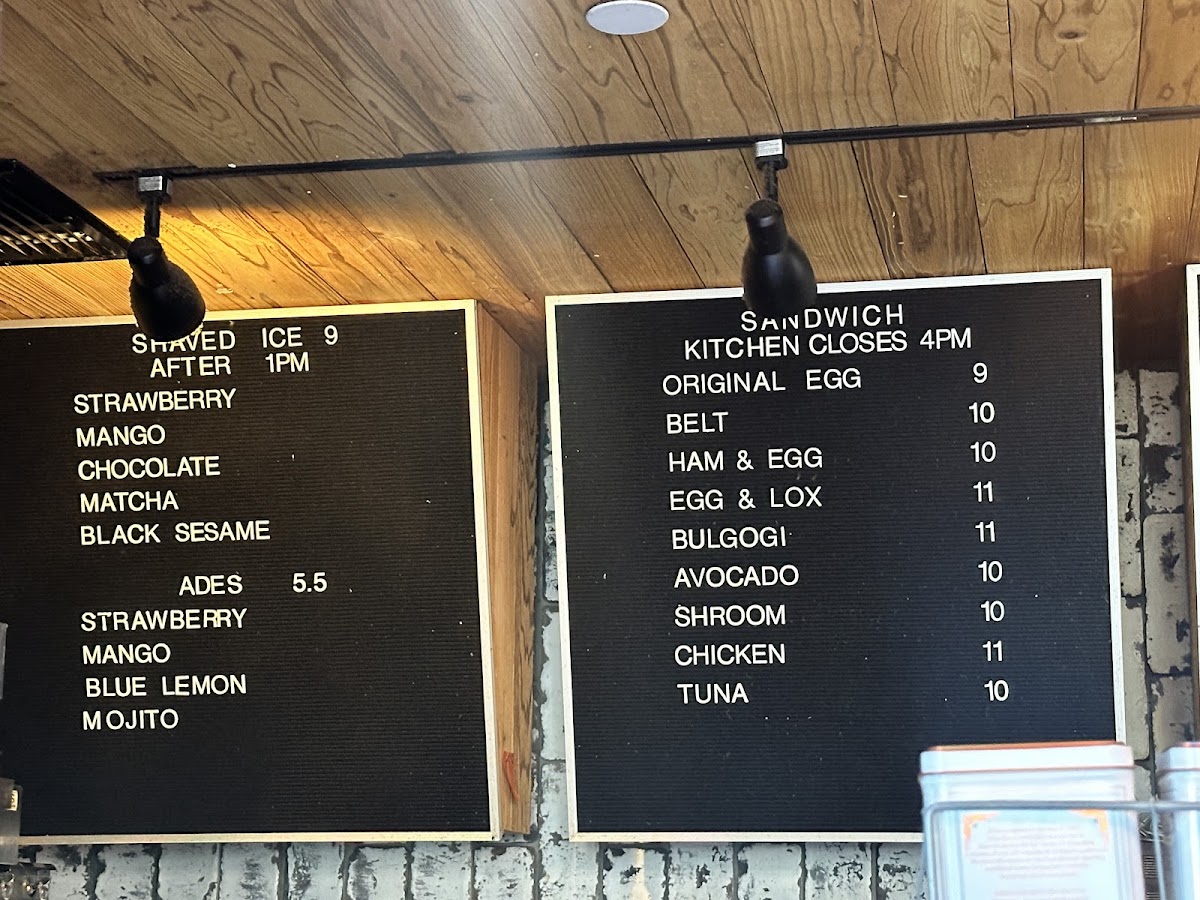 SHAVED ICE 9
AFTER 1PM
STRAWBERRY
MANGO
CHOCOLATE
MATCHA
BLACK SESAME
ADES 5.5
STRAWBERRY
MANGO
BLUE LEMON
MOJITO
SANDWICH
KITCHEN CLOSES 4PM
ORIGINAL EGG 9
BELT 10
HAM & EGG 10
EGG & LOX 11
BULGOGI 11
AVOCADO 10
SHROOM 10
CHICKEN 11
TUNA 10